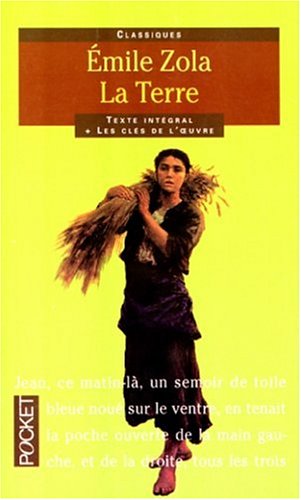 CLASSIQUES
Émile Zola
La Terre
TEXTE INTÉGRAL
+ LES CLÉS DE L'ŒUVRE
Jean, ce matin-là, un semoir de toile
bleue noué sur le ventre, en tenait
la poche ouverte de la main gau-
che, et de la droite, tous les trois
POCKET